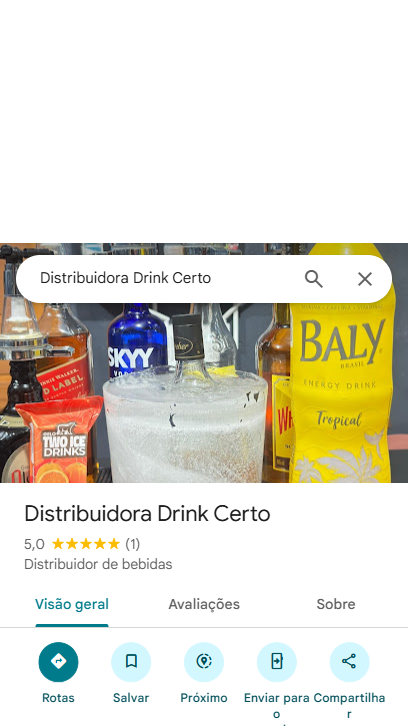 Distribuidora Drink Certo
SKYY
RED LABEL
TWO ICE
DRINKS
BALY
BRASIL
ENERGY DRINK
Tropical
Distribuidora Drink Certo
5,0 (1)
Distribuidor de bebidas
Visão geral Avaliações Sobre
Rotas Salvar Próximo Enviar para Compartilha
o r